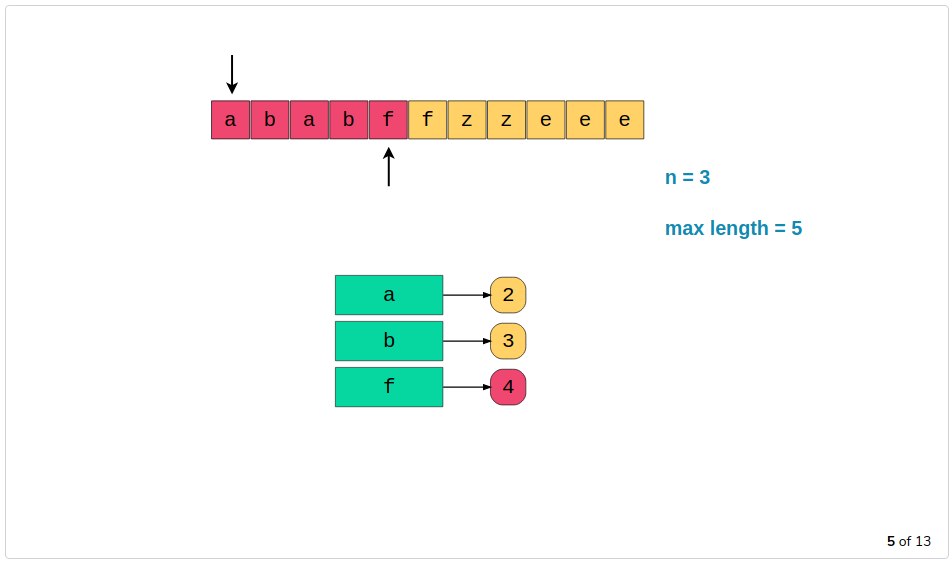 a b a b f f z z e e e
n = 3
max length = 5
a 2
b 3
f 4
5 of 13